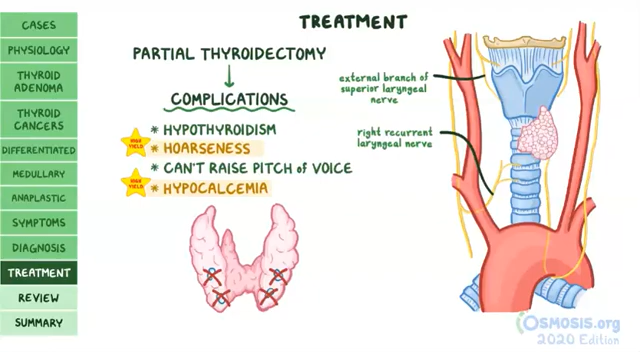 CASES
PHYSIOLOGY
THYROID
ADENOMA
THYROID
CANCERS
DIFFERENTIATED
MEDULLARY
ANAPLASTIC
SYMPTOMS
DIAGNOSIS
TREATMENT
REVIEW
SUMMARY
TREATMENT
PARTIAL THYROIDECTOMY
COMPLICATIONS
* HYPOTHYROIDISM
HIGH YIELD * HOARSENESS
* CAN'T RAISE PITCH of VOICE
HIGH YIELD * HYPOCALCEMIA
external branch of
superior laryngeal
nerve
right recurrent
laryngeal nerve
OSMOSIS.org
2020 Edition